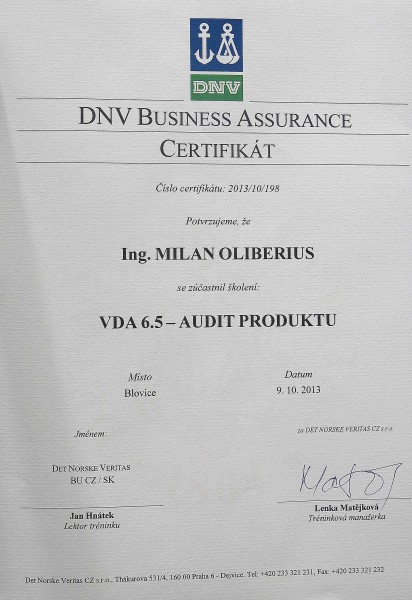 DNV
DNV BUSINESS ASSURANCE
CERTIFIKÁT
Číslo certifikátu: 2013/10/198
Potvrzujeme, že
Ing. MILAN OLIBERIUS
se zúčastnil školení:
VDA 6.5 – AUDIT PRODUKTU
Místo
Blovice
Datum
9. 10. 2013
Jménem:
za DET NORSKE VERITAS CZ s.r.o.
DET NORSKE VERITAS
BU CZ / SK
Jan Hnátek
Lektor tréninku
Lenka Matějková
Tréninková manažerka
Det Norske Veritas CZ s.r.o., Thákurova 531/4, 160 00 Praha 6 - Dejvice. Tel: +420 233 321 231, Fax: +420 233 321 232